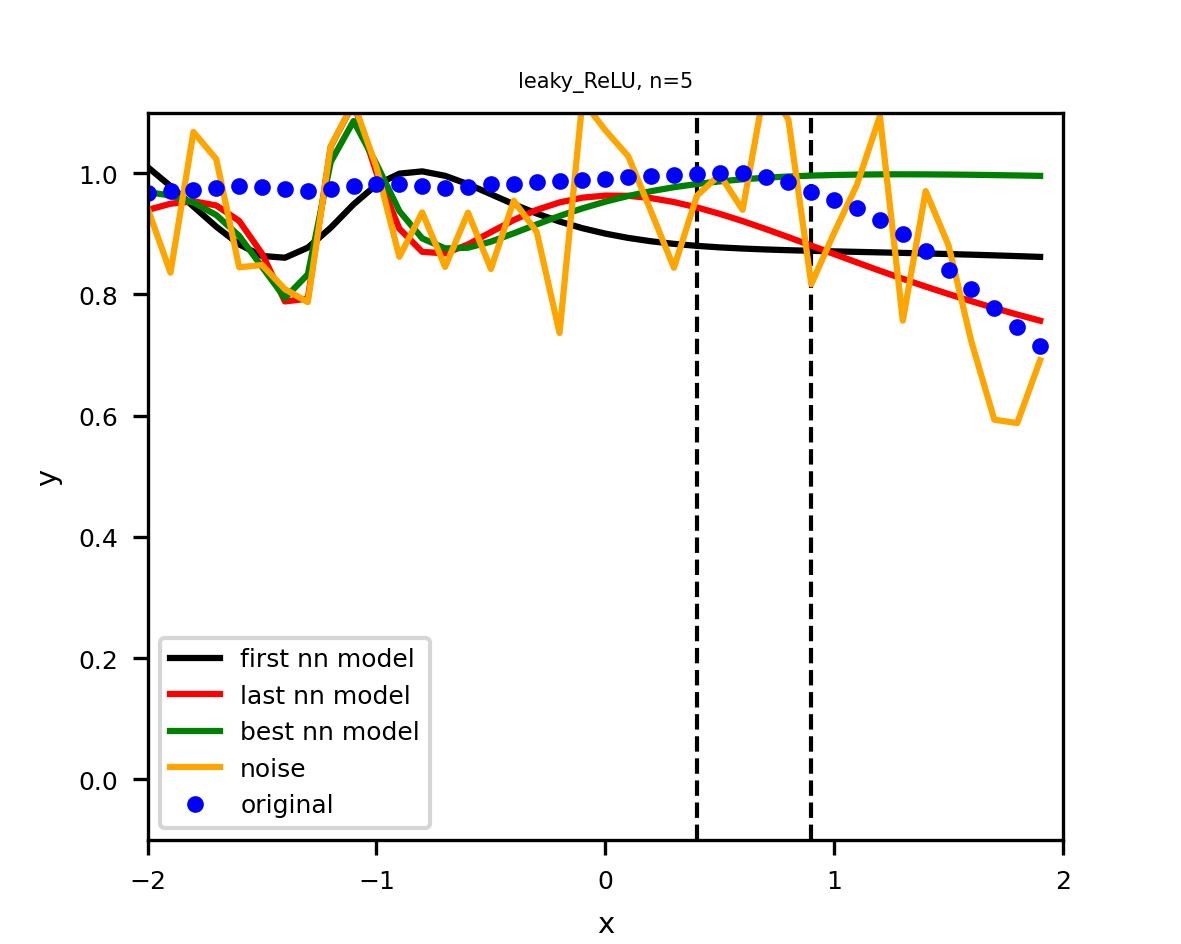 leaky_ReLU, n=5
1.0
0.8
0.6
0.4
0.2
0.0
y
first nn model
last nn model
best nn model
noise
original
−2
−1
0
1
2
x